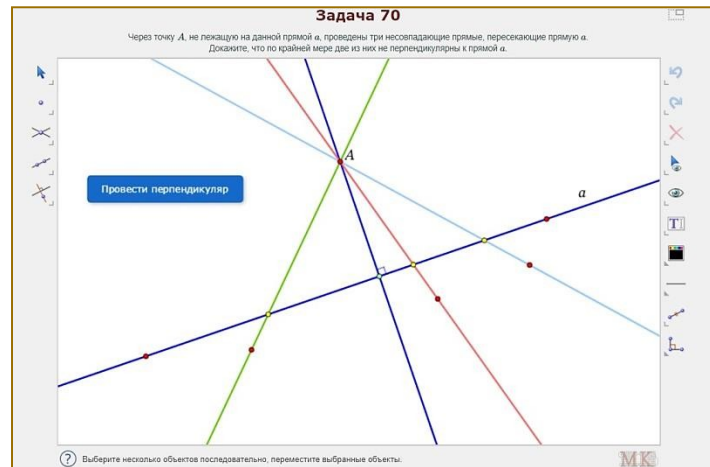 Задача 70
Через точку A, не лежащую на данной прямой a, проведены три несовпадающие прямые, пересекающие прямую a.
Докажите, что по крайней мере две из них не перпендикулярны к прямой a.
A
Провести перпендикуляр
a
T
? Выберите несколько объектов последовательно, переместите выбранные объекты.
МК